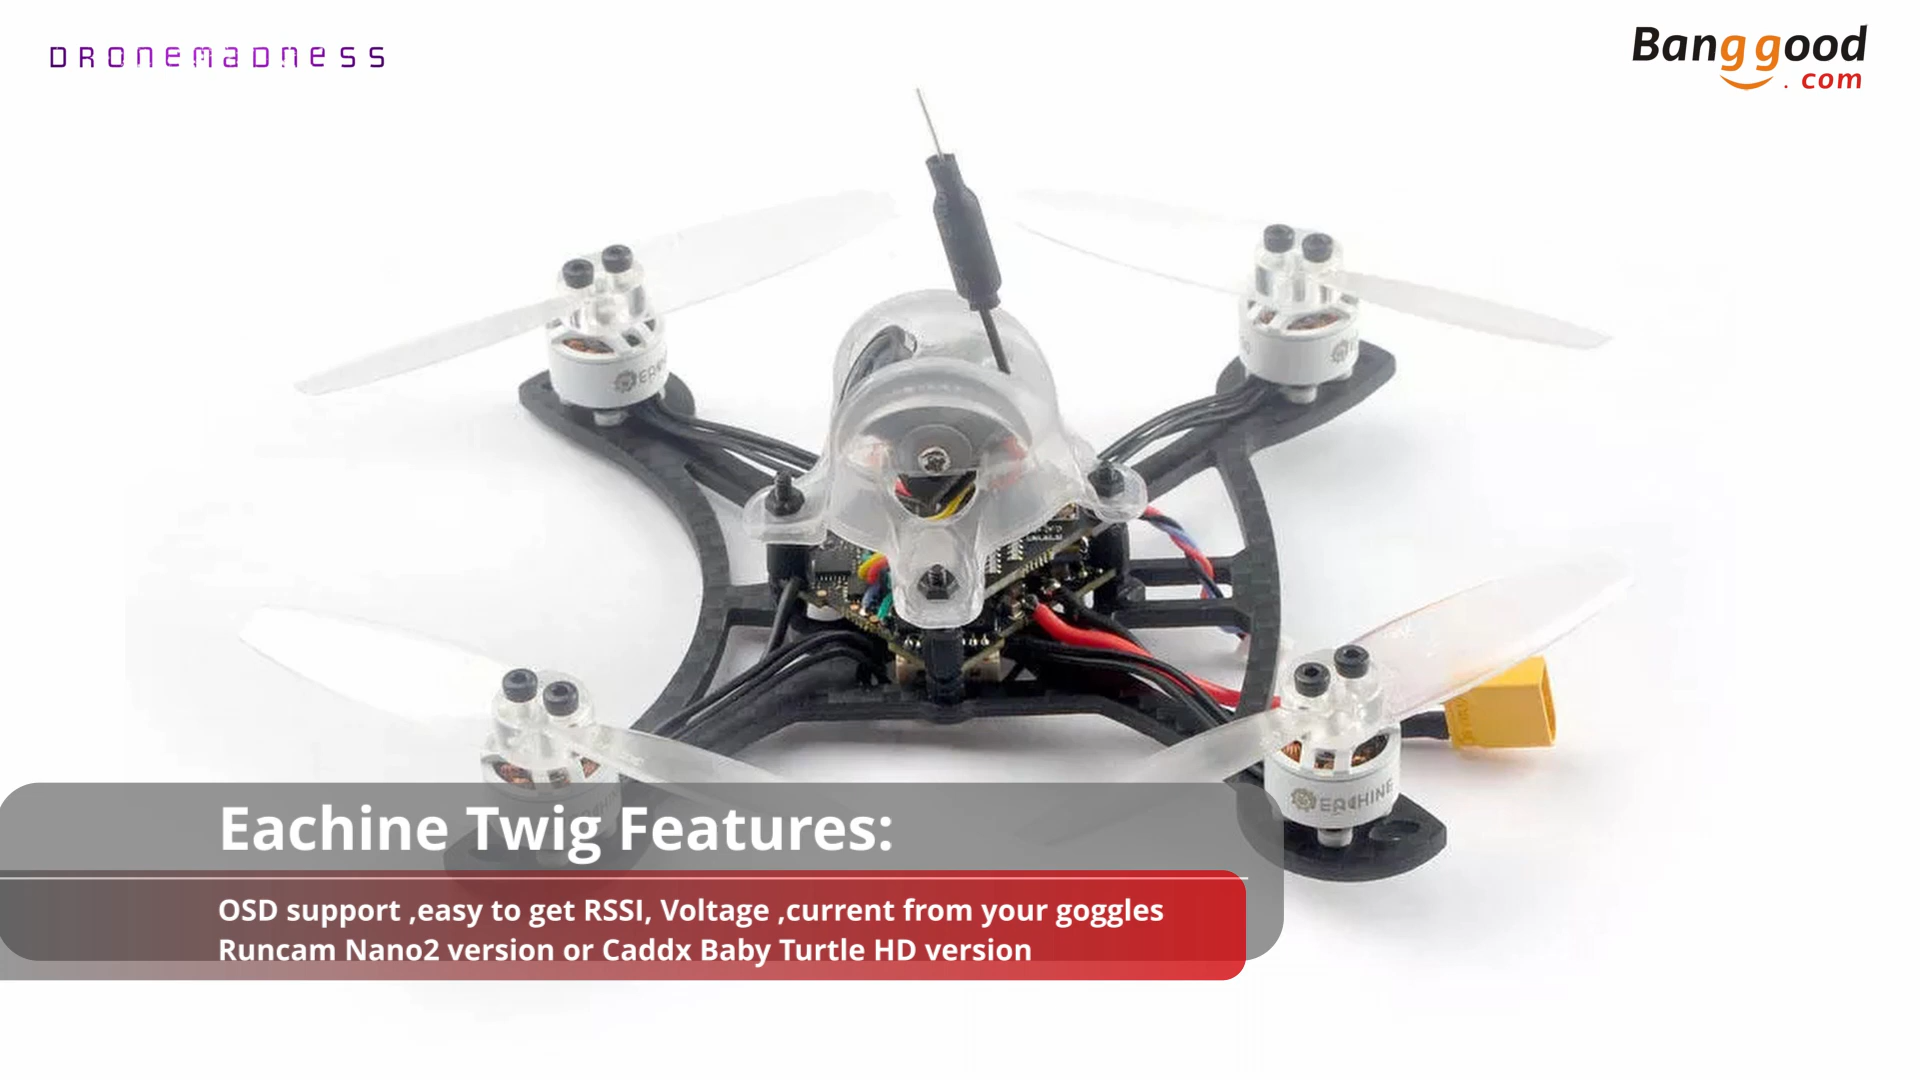 DRONEMADNESS
Banggood
.com
EACHINE
EACHINE
Eachine Twig Features:
OSD support ,easy to get RSSI, Voltage ,current from your goggles
Runcam Nano2 version or Caddx Baby Turtle HD version